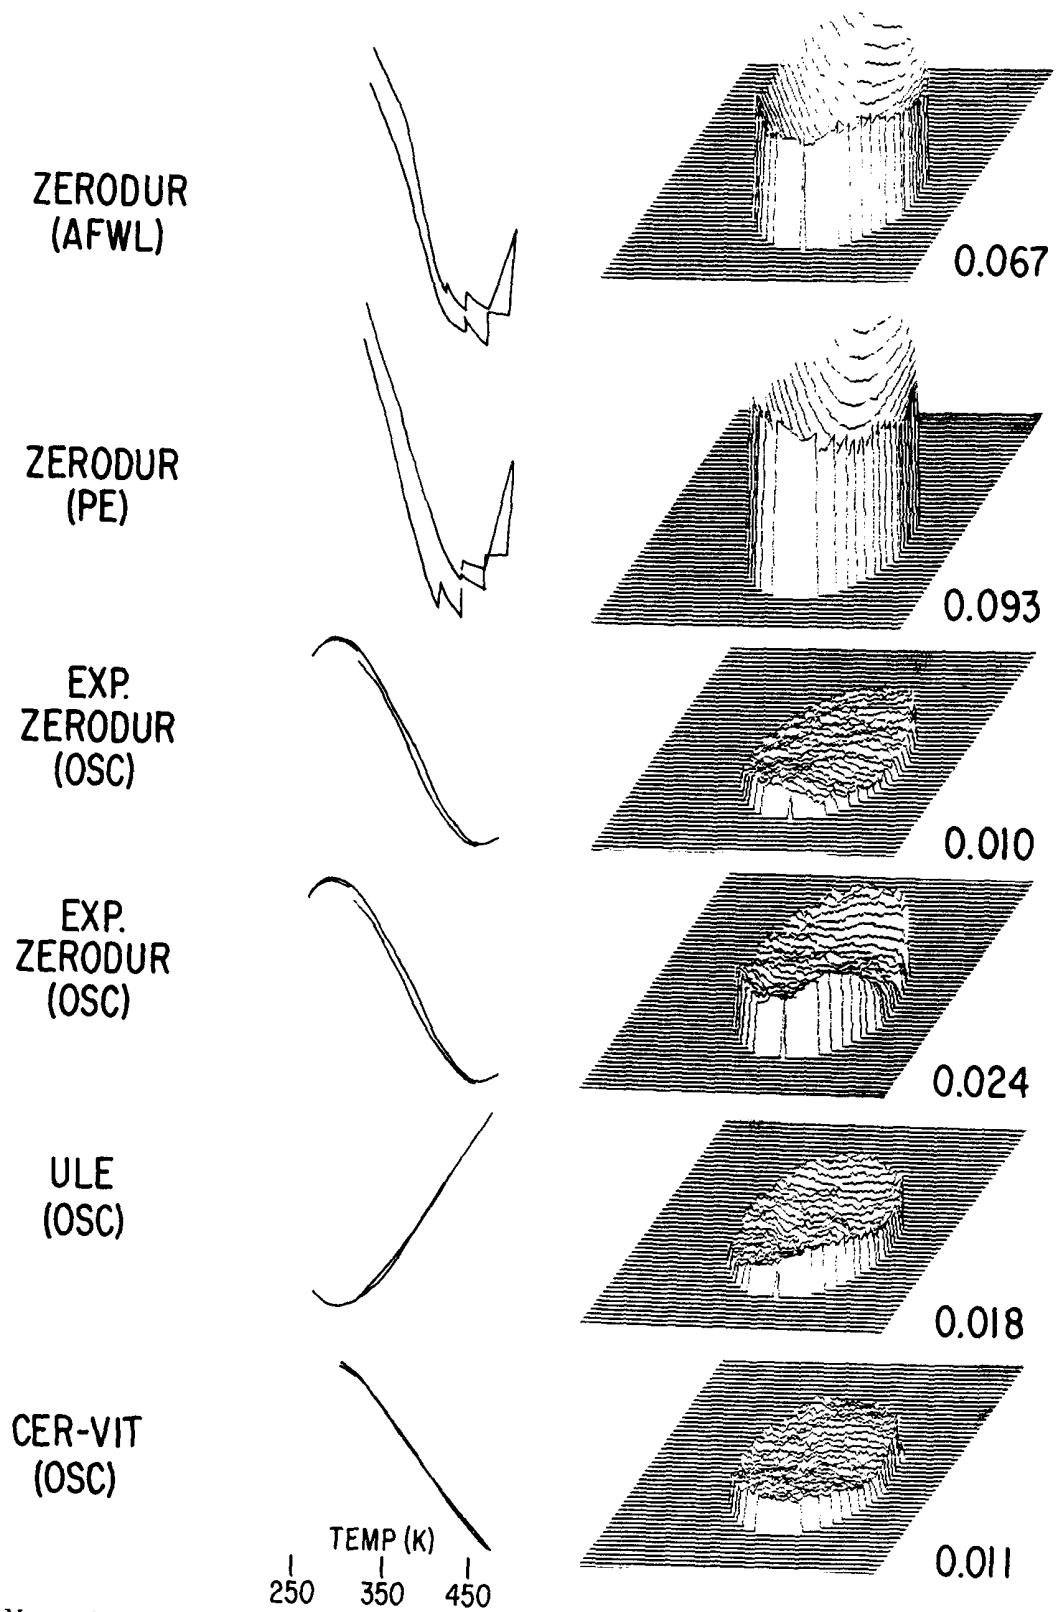 ZERODUR
(AFWL)
0.067
ZERODUR
(PE)
0.093
EXP.
ZERODUR
(OSC)
0.010
EXP.
ZERODUR
(OSC)
0.024
ULE
(OSC)
0.018
CER-VIT
(OSC)
0.011
TEMP (K)
250 350 450